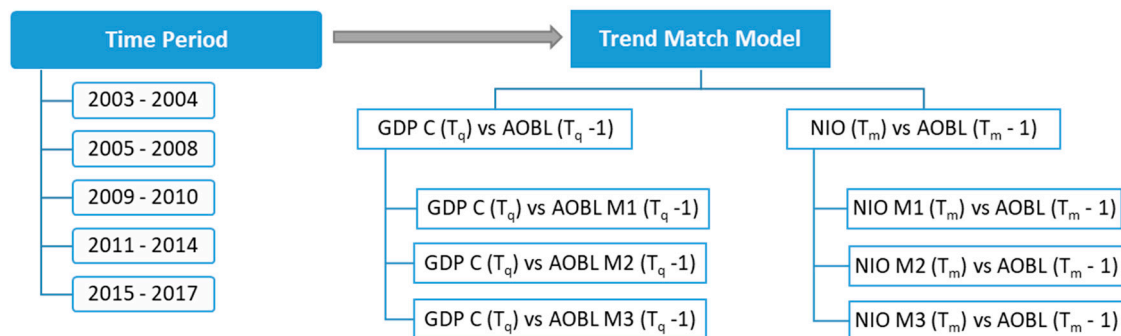 Time Period
2003 - 2004
2005 - 2008
2009 - 2010
2011 - 2014
2015 - 2017
Trend Match Model
GDP C (Tq) vs AOBL (Tq -1)
GDP C (Tq) vs AOBL M1 (Tq -1)
GDP C (Tq) vs AOBL M2 (Tq -1)
GDP C (Tq) vs AOBL M3 (Tq -1)
NIO (Tm) vs AOBL (Tm - 1)
NIO M1 (Tm) vs AOBL (Tm - 1)
NIO M2 (Tm) vs AOBL (Tm - 1)
NIO M3 (Tm) vs AOBL (Tm - 1)